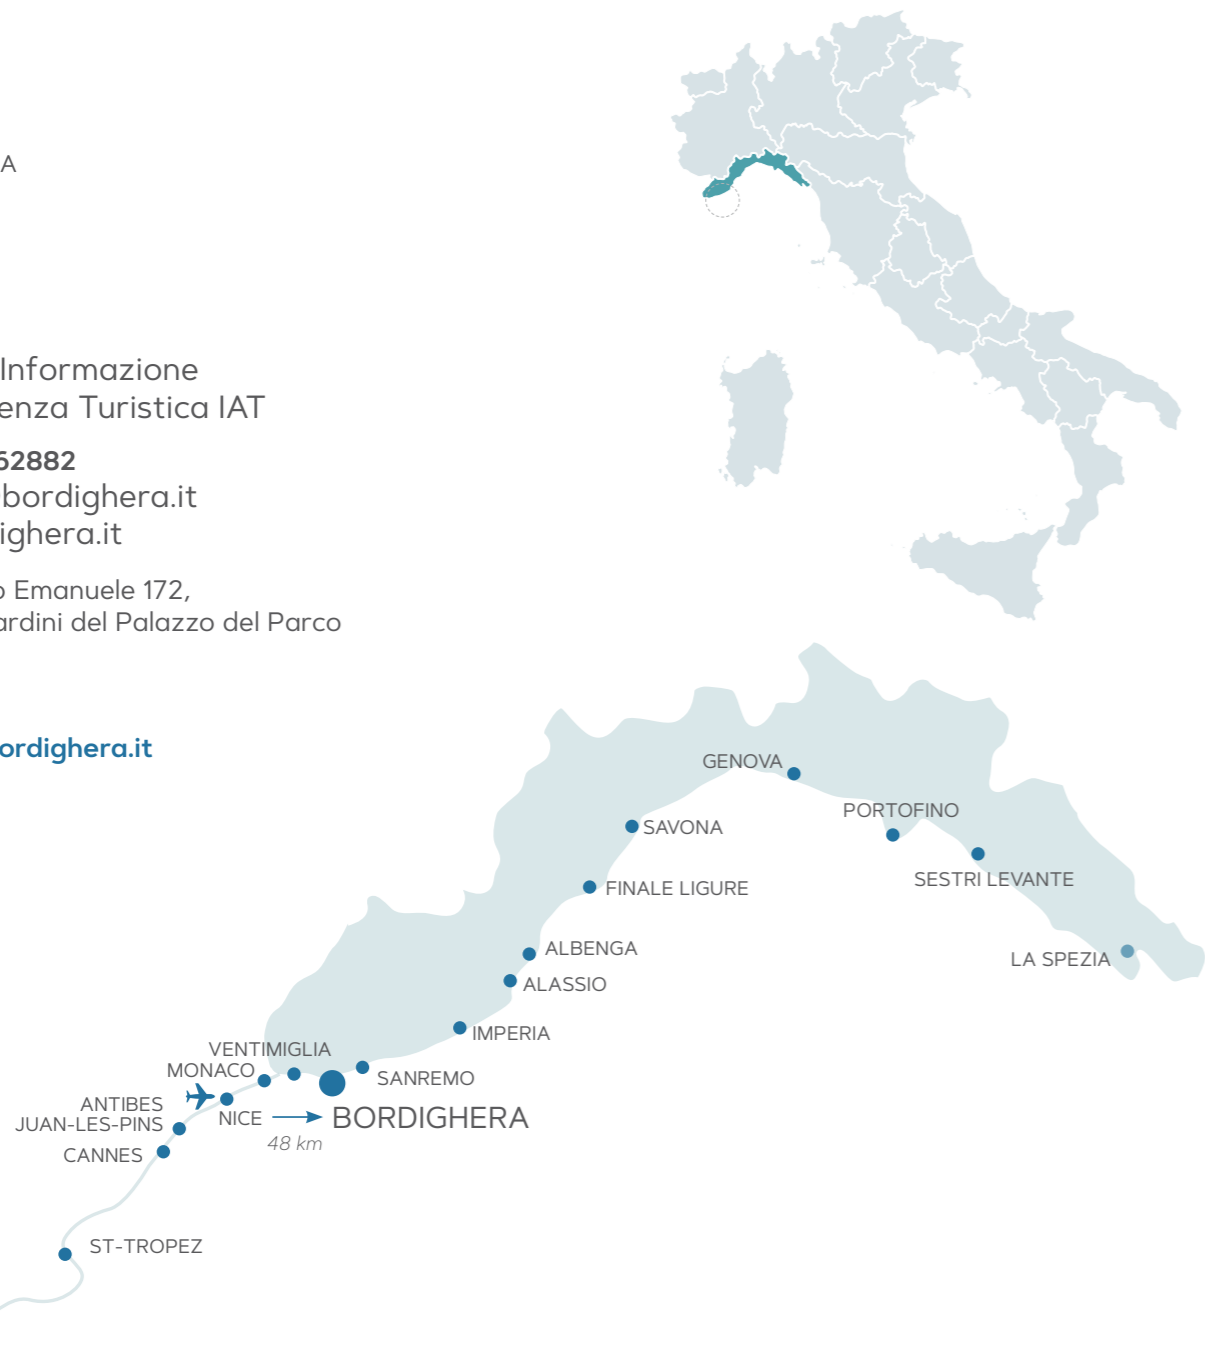 A
Informazione
enza Turistica IAT
62882
bordighera.it
ighera.it
o Emanuele 172,
ardini del Palazzo del Parco
ordighera.it
GENOVA
PORTOFINO
SAVONA
SESTRI LEVANTE
FINALE LIGURE
ALBENGA
LA SPEZIA
ALASSIO
IMPERIA
VENTIMIGLIA
MONACO
SANREMO
ANTIBES
JUAN-LES-PINS
NICE
BORDIGHERA
48 km
CANNES
ST-TROPEZ